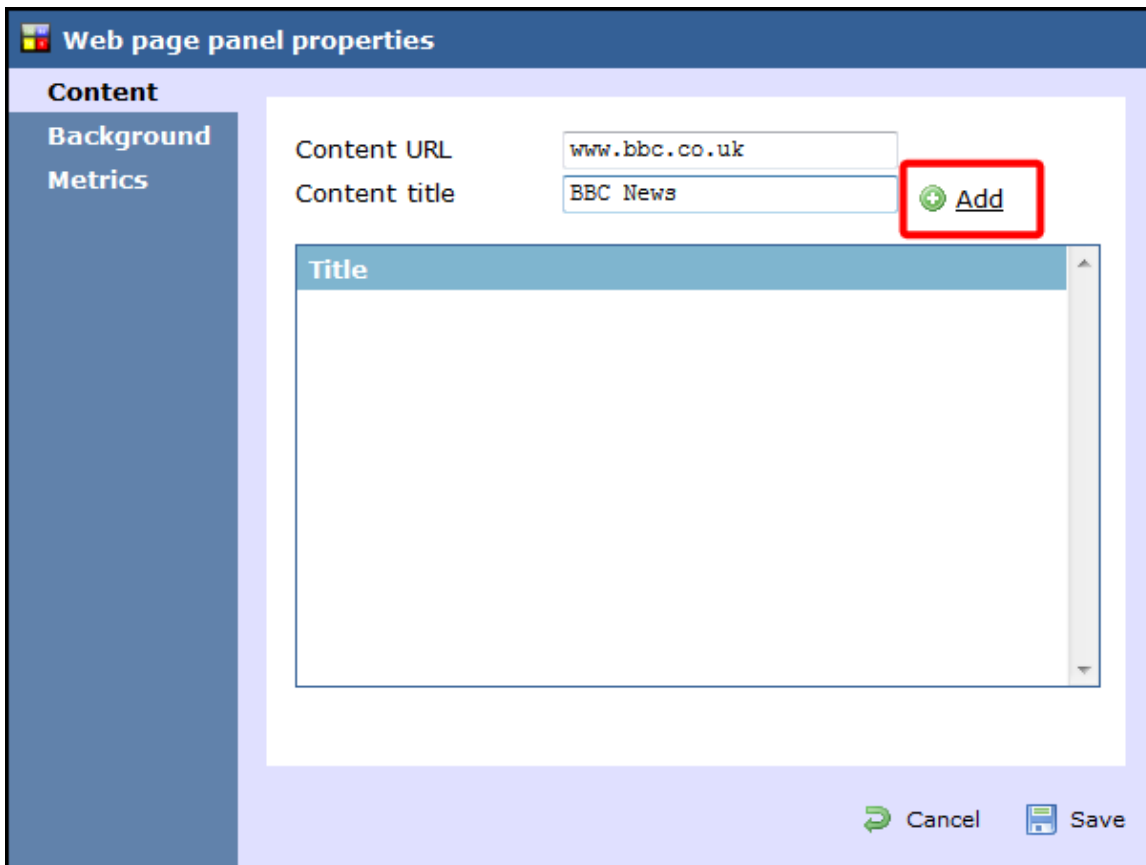 Web page panel properties
Content
Background
Metrics
Content URL www.bbc.co.uk
Content title BBC News
Add
Title
Cancel Save